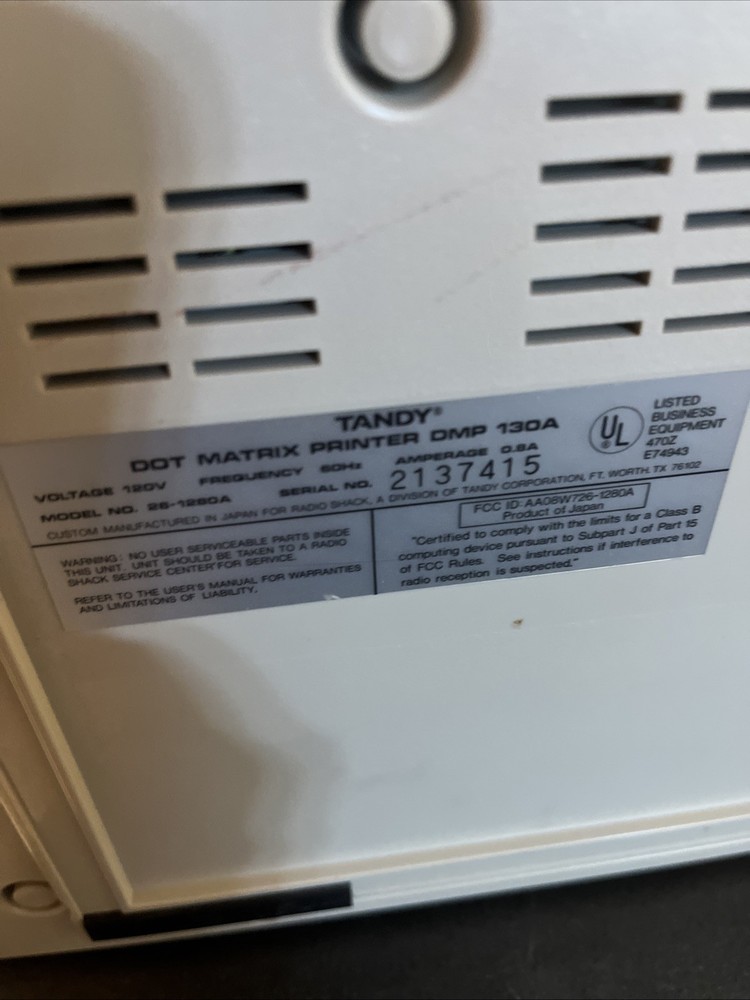 TANDY®
DOT MATRIX PRINTER DMP 130A
VOLTAGE 120V FREQUENCY 60Hz AMPERAGE 0.8A
MODEL NO. 26-1280A SERIAL NO. 2137415
CUSTOM MANUFACTURED IN JAPAN FOR RADIO SHACK, A DIVISION OF TANDY CORPORATION, FT. WORTH. TX 76102
UL
LISTED
BUSINESS
EQUIPMENT
470Z
E74943
WARNING: NO USER SERVICEABLE PARTS INSIDE
THIS UNIT. UNIT SHOULD BE TAKEN TO A RADIO
SHACK SERVICE CENTER FOR SERVICE.
REFER TO THE USER'S MANUAL FOR WARRANTIES
AND LIMITATIONS OF LIABILITY.
FCC ID: AAO8W726-1280A
Product of Japan
"Certified to comply with the limits for a Class B
computing device pursuant to Subpart J of Part 15
of FCC Rules. See instructions if interference to
radio reception is suspected."